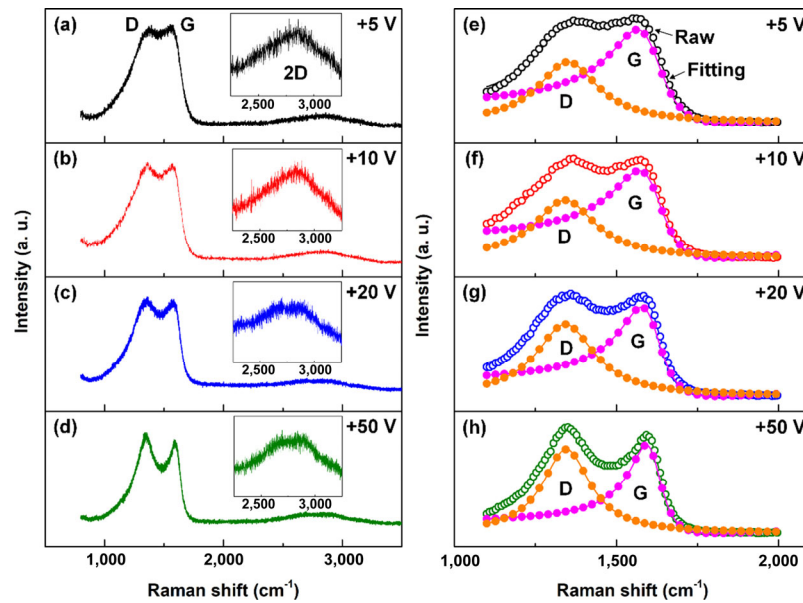 (a) D G +5 V
2D
2,500 3,000
(b) +10 V
2,500 3,000
(c) +20 V
2,500 3,000
(d) +50 V
2,500 3,000
1,000 2,000 3,000
Raman shift (cm⁻¹)
Intensity (a. u.)
(e) +5 V
Raw
Fitting
G
D
(f) +10 V
G
D
(g) +20 V
G
D
(h) +50 V
G
D
1,000 1,500 2,000
Raman shift (cm⁻¹)
Intensity (a. u.)